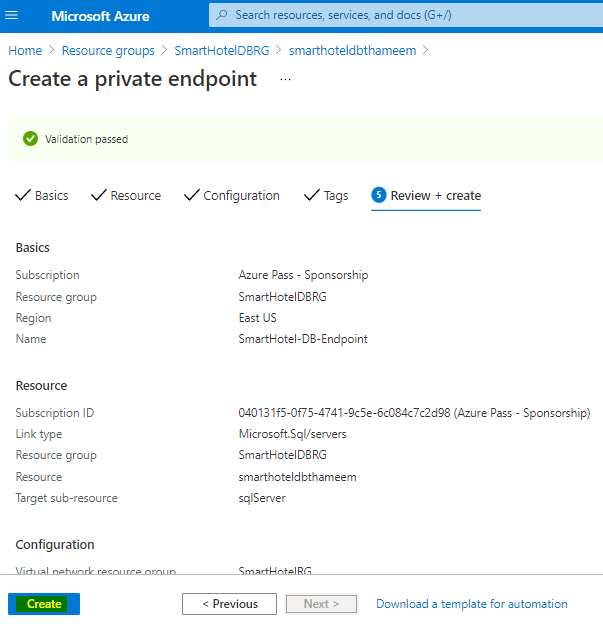 Microsoft Azure
Search resources, services, and docs (G+/)
Home > Resource groups > SmartHotelDBRG > smarthoteldbthameem >
Create a private endpoint ...
Validation passed
Basics Resource Configuration Tags 5 Review + create
Basics
Subscription Azure Pass - Sponsorship
Resource group SmartHotelDBRG
Region East US
Name SmartHotel-DB-Endpoint
Resource
Subscription ID 040131f5-0f75-4741-9c5e-6c084c7c2d98 (Azure Pass - Sponsorship)
Link type Microsoft.Sql/servers
Resource group SmartHotelDBRG
Resource smarthoteldbthameem
Target sub-resource sqlServer
Configuration
Virtual network resource group SmartHotelRG
Create < Previous Next > Download a template for automation